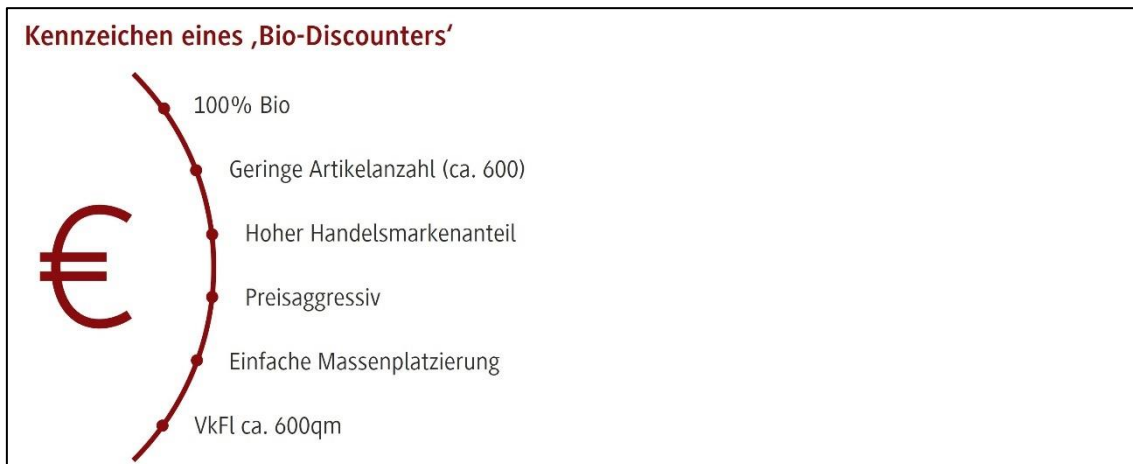 Kennzeichen eines ‚Bio-Discounters‘
100% Bio
Geringe Artikelanzahl (ca. 600)
Hoher Handelsmarkenanteil
€
Preisaggressiv
Einfache Massenplatzierung
VkFl ca. 600qm